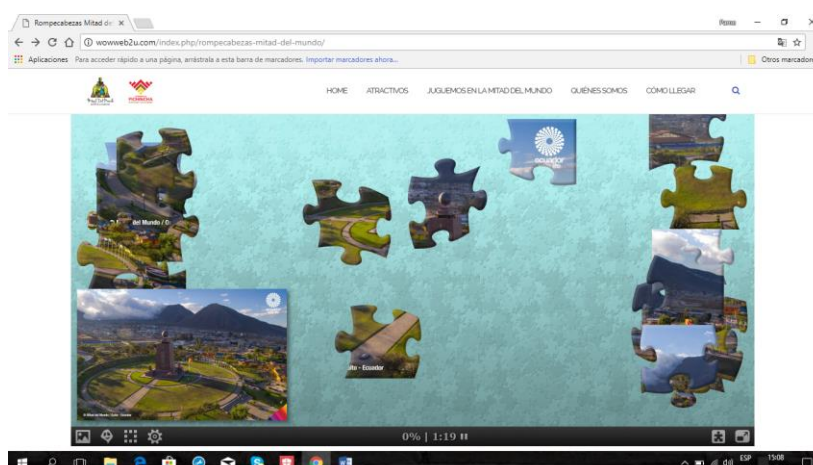 Rompecabezas Mitad de
wowweb2u.com/index.php/rompecabezas-mitad-del-mundo/
Aplicaciones Para acceder rápido a una página, arrástrala a esta barra de marcadores. Importar marcadores ahora... Otros marcadores
HOME ATRACTIVOS JUGUEMOS EN LA MITAD DEL MUNDO QUIÉNES SOMOS CÓMO LLEGAR
ecuador
del Mundo /
ito - Ecuador
0% | 1:19
ESP 15:08